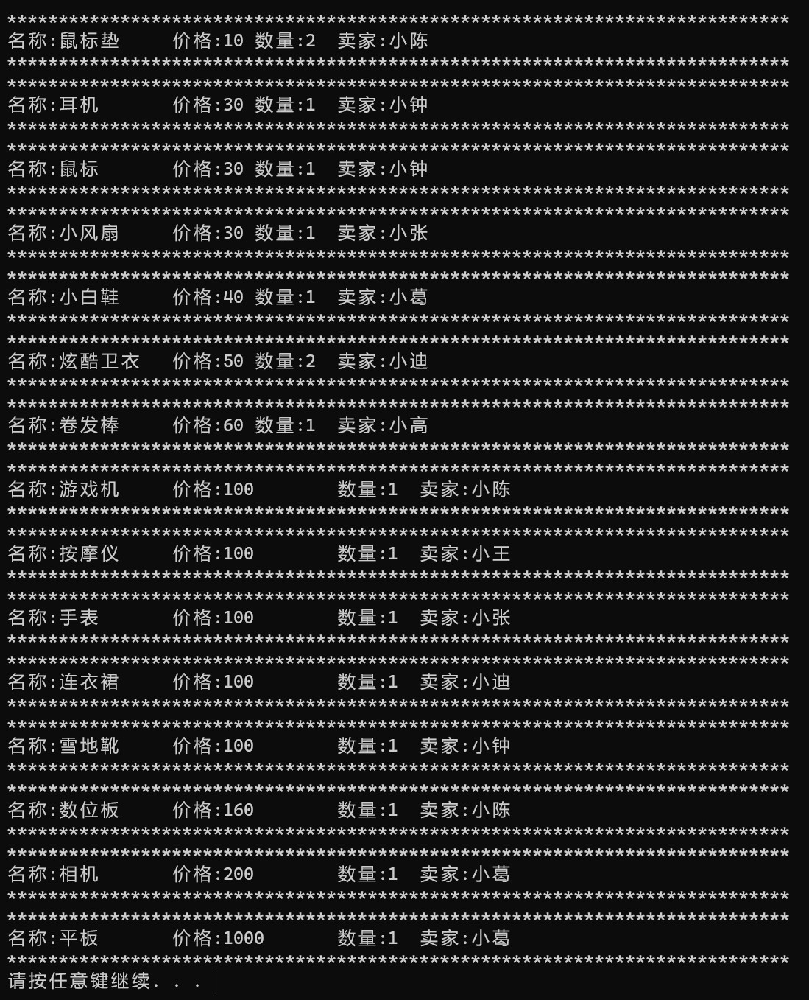 ****************************************************************************
名称:鼠标垫 价格:10 数量:2 卖家:小陈
****************************************************************************
****************************************************************************
名称:耳机 价格:30 数量:1 卖家:小钟
****************************************************************************
****************************************************************************
名称:鼠标 价格:30 数量:1 卖家:小钟
****************************************************************************
****************************************************************************
名称:小风扇 价格:30 数量:1 卖家:小张
****************************************************************************
****************************************************************************
名称:小白鞋 价格:40 数量:1 卖家:小葛
****************************************************************************
****************************************************************************
名称:炫酷卫衣 价格:50 数量:2 卖家:小迪
****************************************************************************
****************************************************************************
名称:卷发棒 价格:60 数量:1 卖家:小高
****************************************************************************
****************************************************************************
名称:游戏机 价格:100 数量:1 卖家:小陈
****************************************************************************
****************************************************************************
名称:按摩仪 价格:100 数量:1 卖家:小王
****************************************************************************
****************************************************************************
名称:手表 价格:100 数量:1 卖家:小张
****************************************************************************
****************************************************************************
名称:连衣裙 价格:100 数量:1 卖家:小迪
****************************************************************************
****************************************************************************
名称:雪地靴 价格:100 数量:1 卖家:小钟
****************************************************************************
****************************************************************************
名称:数位板 价格:160 数量:1 卖家:小陈
****************************************************************************
****************************************************************************
名称:相机 价格:200 数量:1 卖家:小葛
****************************************************************************
****************************************************************************
名称:平板 价格:1000 数量:1 卖家:小葛
****************************************************************************
请按任意键继续. . .